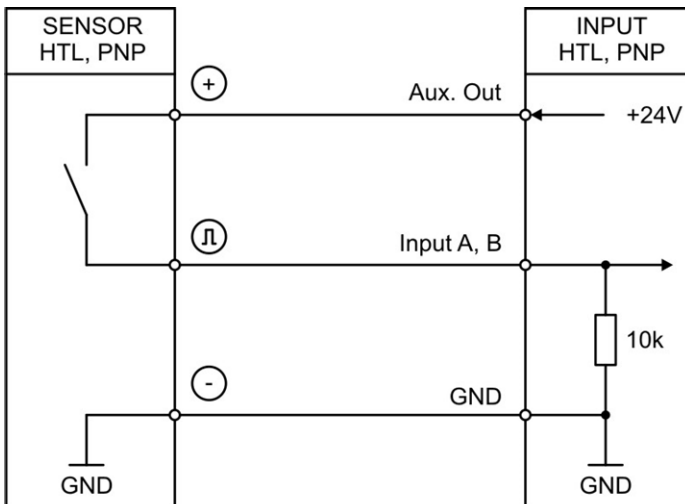 SENSOR
HTL, PNP
INPUT
HTL, PNP
+
Aux. Out
+24V
Input A, B
10k
-
GND
GND
GND